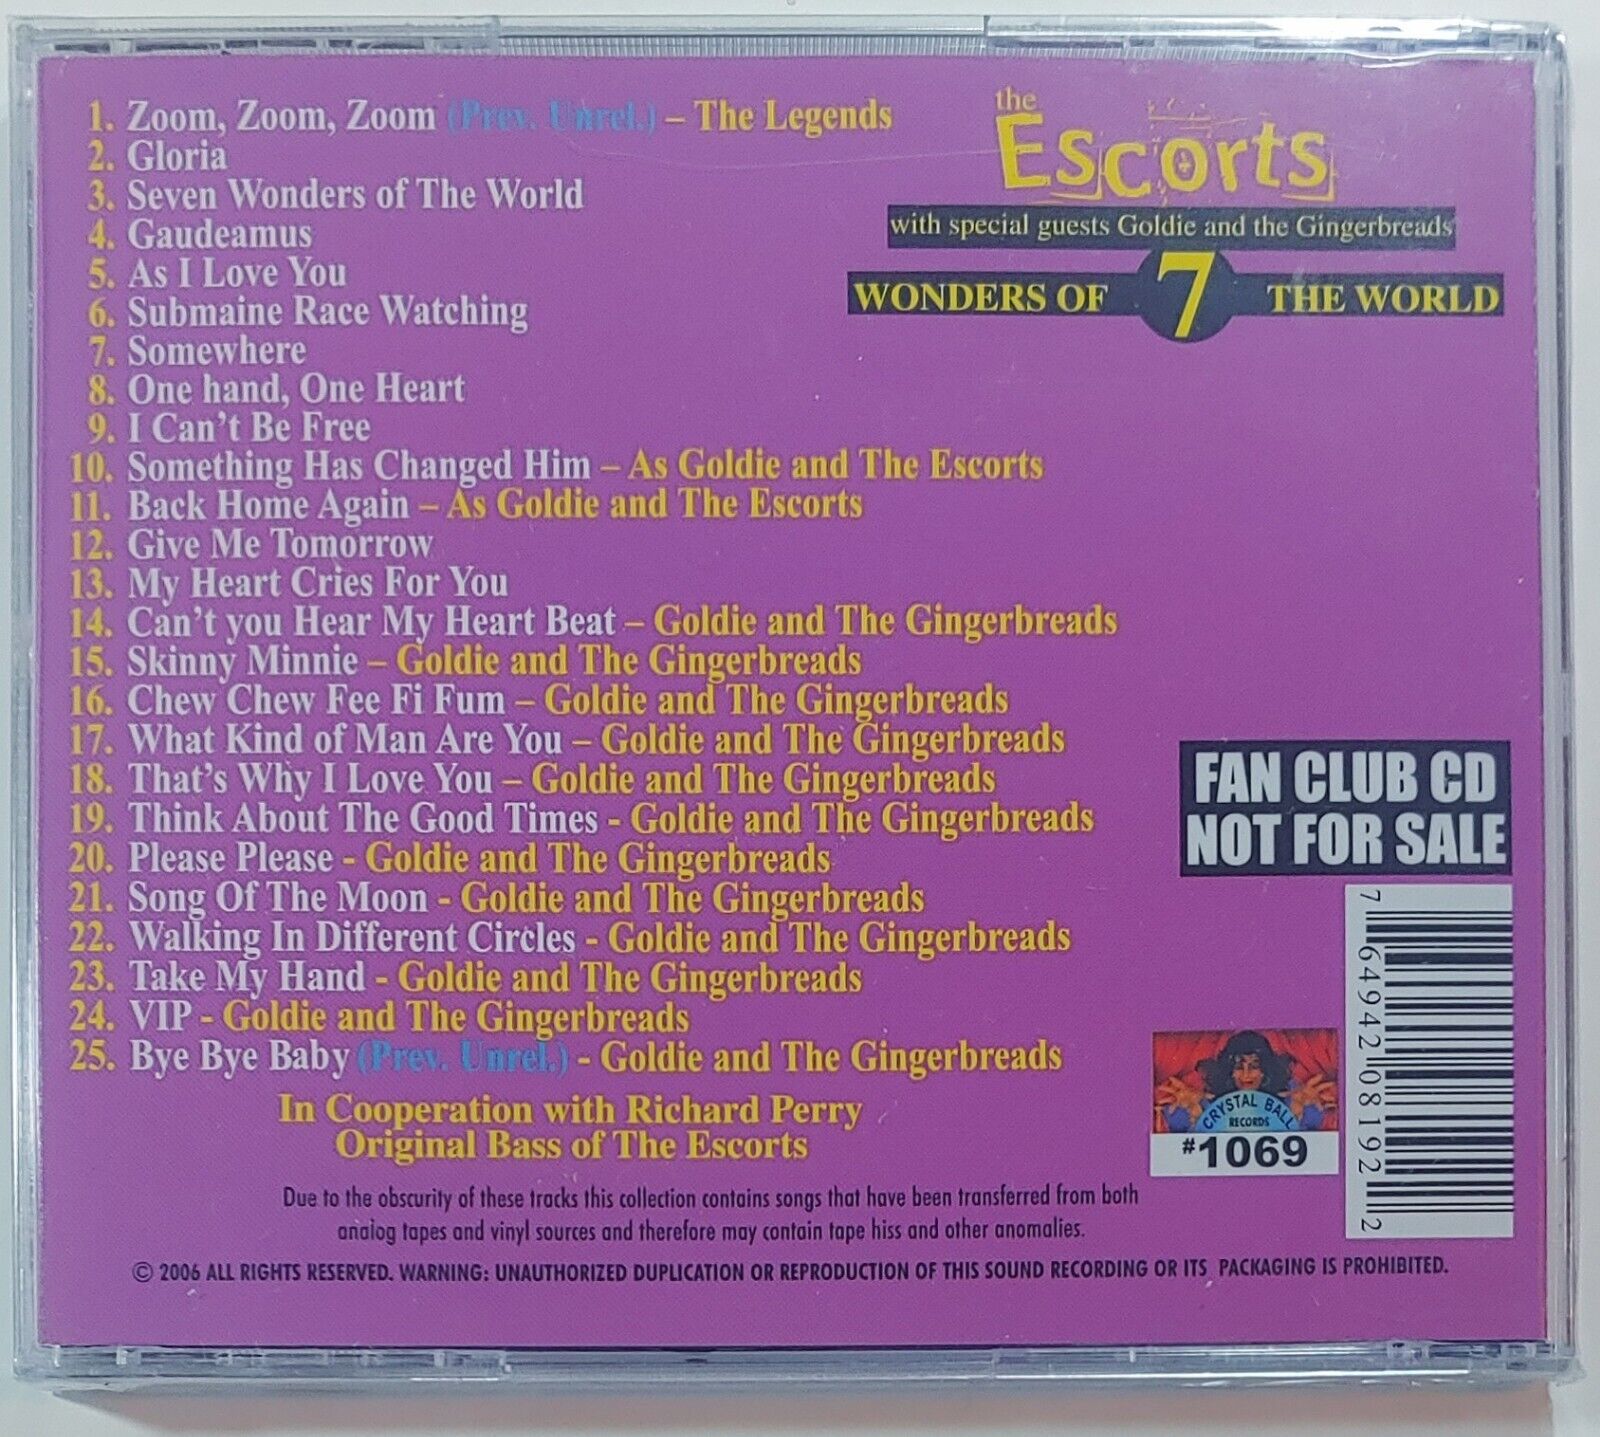 1. Zoom, Zoom, Zoom (Prev. Unrel.) – The Legends
2. Gloria
3. Seven Wonders of The World
4. Gaudeamus
5. As I Love You
6. Submaine Race Watching
7. Somewhere
8. One hand, One Heart
9. I Can't Be Free
10. Something Has Changed Him – As Goldie and The Escorts
11. Back Home Again – As Goldie and The Escorts
12. Give Me Tomorrow
13. My Heart Cries For You
14. Can't you Hear My Heart Beat – Goldie and The Gingerbreads
15. Skinny Minnie – Goldie and The Gingerbreads
16. Chew Chew Fee Fi Fum – Goldie and The Gingerbreads
17. What Kind of Man Are You – Goldie and The Gingerbreads
18. That's Why I Love You – Goldie and The Gingerbreads
19. Think About The Good Times - Goldie and The Gingerbreads
20. Please Please - Goldie and The Gingerbreads
21. Song Of The Moon - Goldie and The Gingerbreads
22. Walking In Different Circles - Goldie and The Gingerbreads
23. Take My Hand - Goldie and The Gingerbreads
24. VIP - Goldie and The Gingerbreads
25. Bye Bye Baby (Prev. Unrel.) - Goldie and The Gingerbreads
In Cooperation with Richard Perry
Original Bass of The Escorts
the
Escorts
with special guests Goldie and the Gingerbreads
WONDERS OF 7 THE WORLD
FAN CLUB CD
NOT FOR SALE
7 64942 08192 2
CRYSTAL BALL
RECORDS
#1069
Due to the obscurity of these tracks this collection contains songs that have been transferred from both
analog tapes and vinyl sources and therefore may contain tape hiss and other anomalies.
© 2006 ALL RIGHTS RESERVED. WARNING: UNAUTHORIZED DUPLICATION OR REPRODUCTION OF THIS SOUND RECORDING OR ITS PACKAGING IS PROHIBITED.